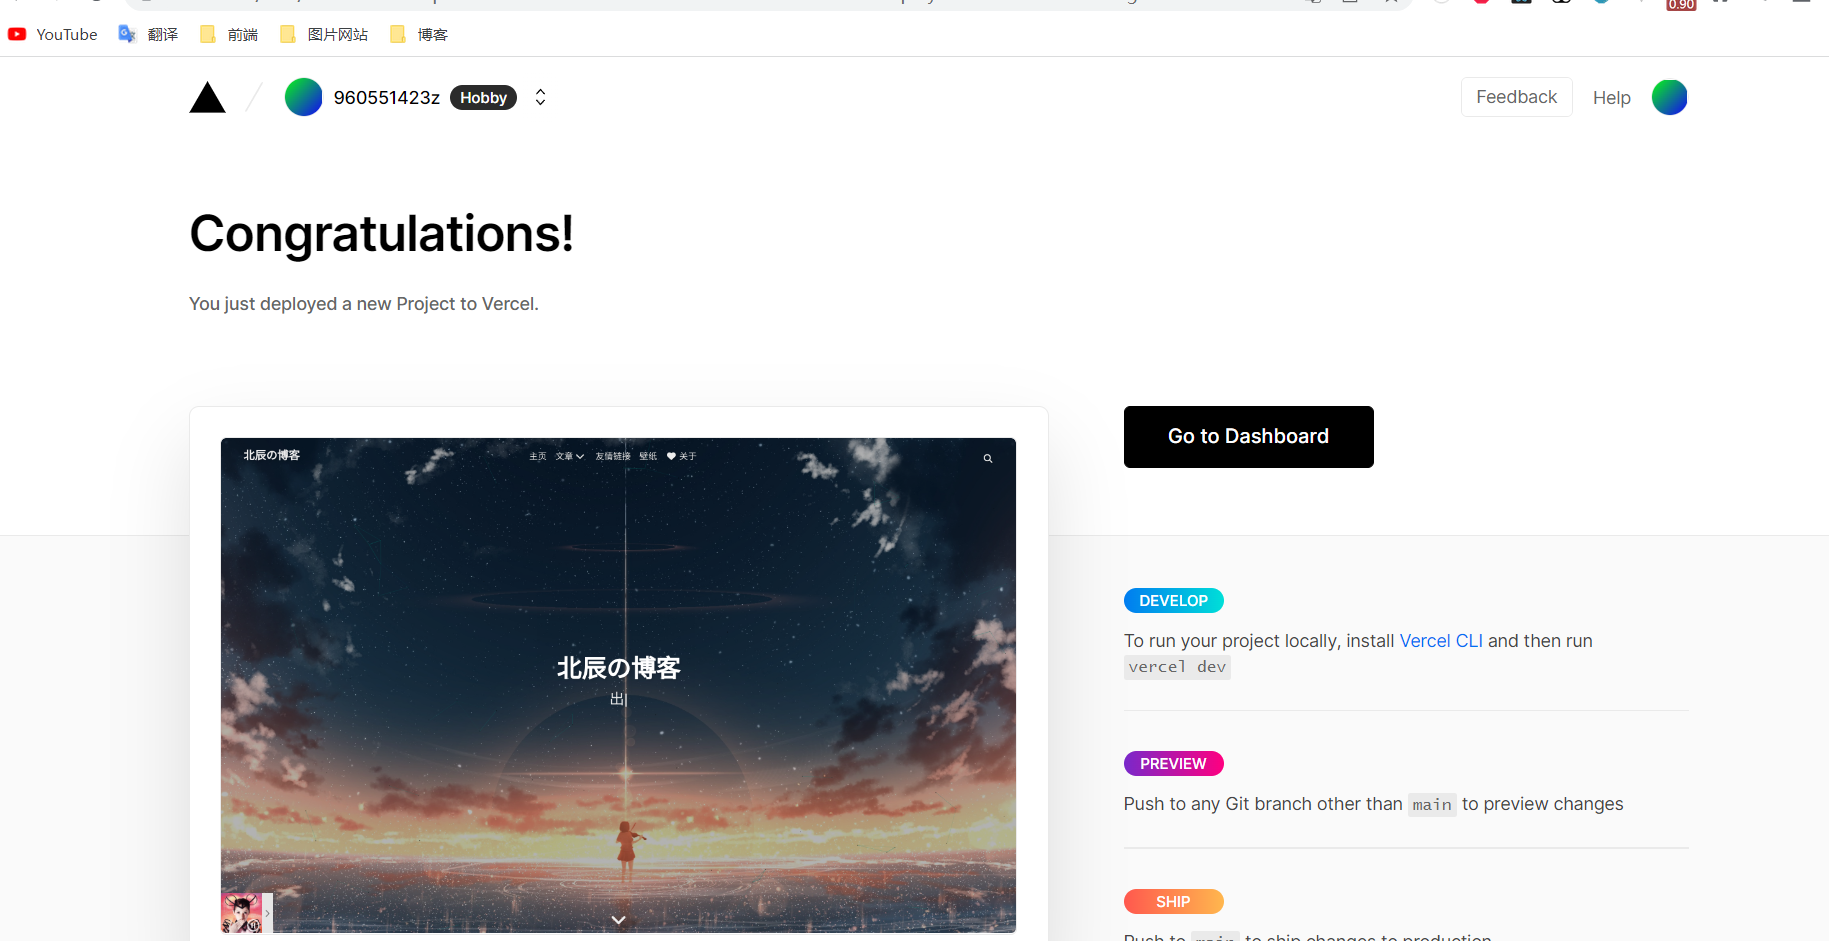 0.90
YouTube 翻译 前端 图片网站 博客
960551423z Hobby
Feedback Help
Congratulations!
You just deployed a new Project to Vercel.
Go to Dashboard
北辰の博客 主页 文章 友情链接 壁纸 关于
北辰の博客
出|
DEVELOP
To run your project locally, install Vercel CLI and then run
vercel dev
PREVIEW
Push to any Git branch other than main to preview changes
SHIP
Push to main to ship changes to production